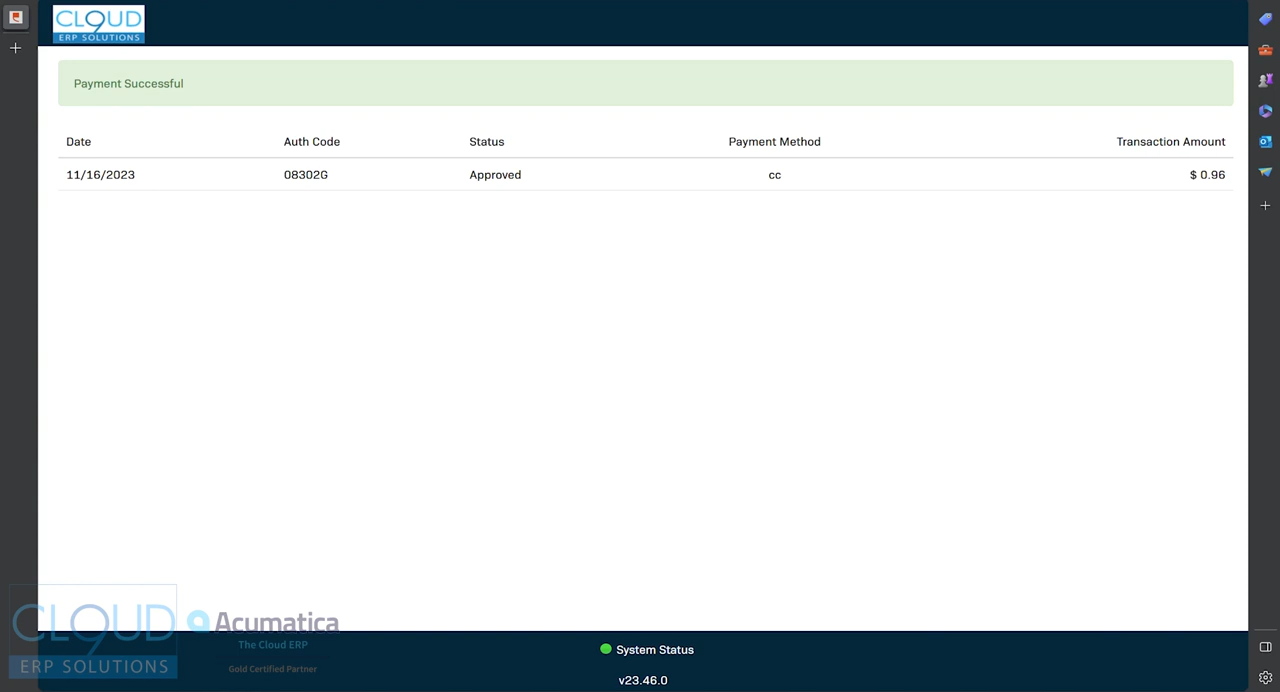 CLOUD
ERP SOLUTIONS
Payment Successful
Date Auth Code Status Payment Method Transaction Amount
11/16/2023 08302G Approved cc $ 0.96
CLOUD
ERP SOLUTIONS
Acumatica
The Cloud ERP
Gold Certified Partner
System Status
v23.46.0